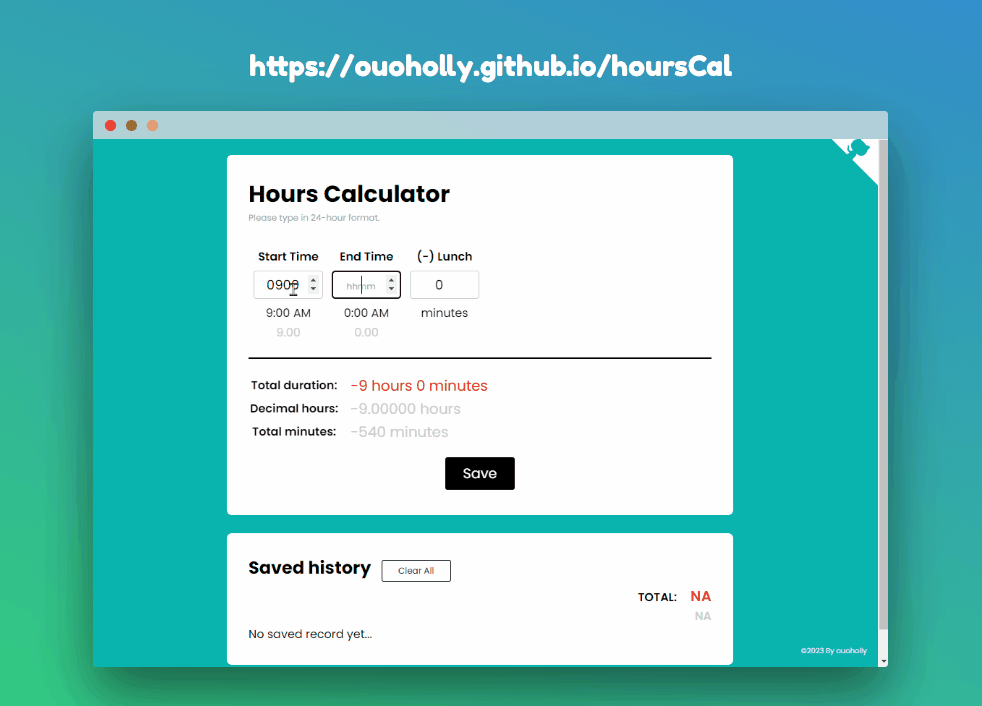 https://ouoholly.github.io/hoursCal
Hours Calculator
Please type in 24-hour format.
Start Time End Time (-) Lunch
0900 hhmm 0
9:00 AM 0:00 AM minutes
9.00 0.00
Total duration: -9 hours 0 minutes
Decimal hours: -9.00000 hours
Total minutes: -540 minutes
Save
Saved history Clear All
TOTAL: NA
NA
No saved record yet...
©2023 By ouoholly